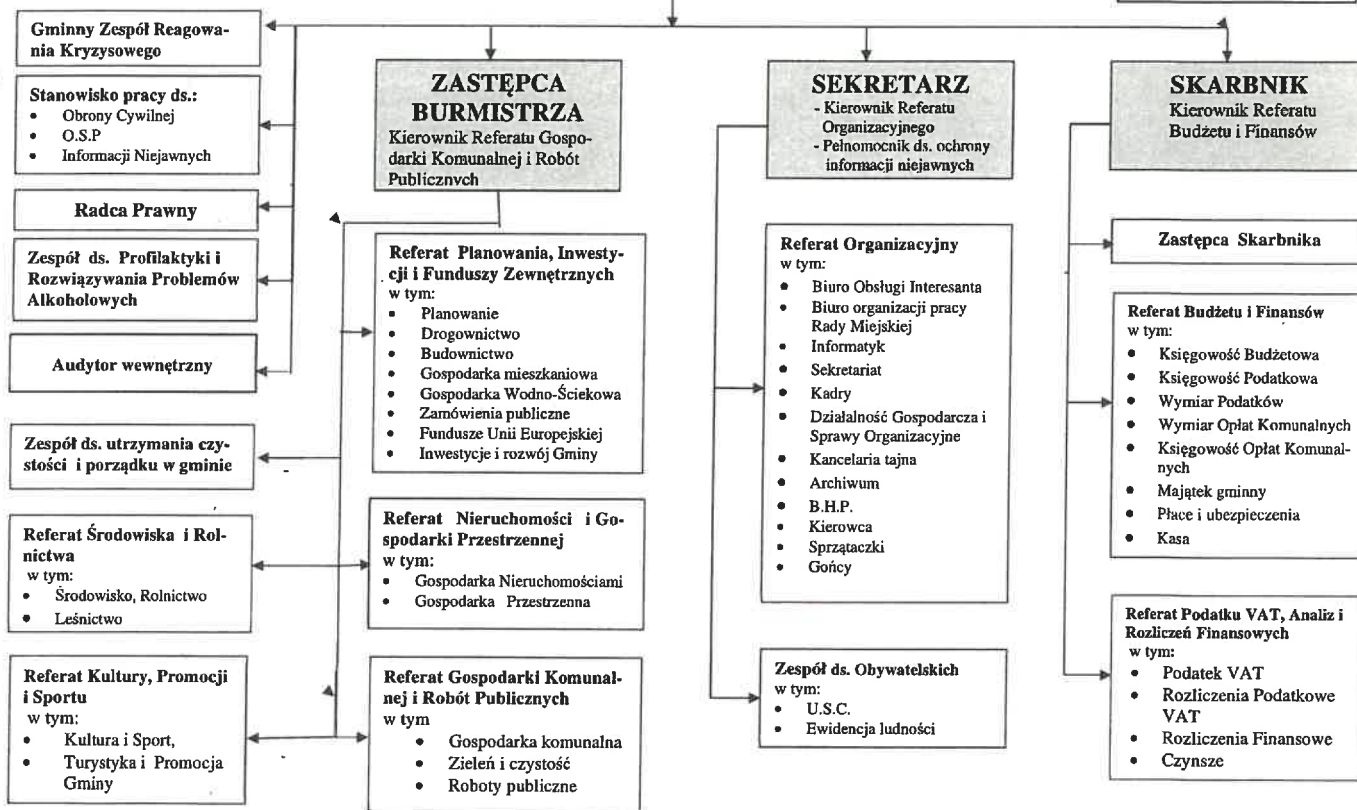 Gminny Zespół Reagowa-
nia Kryzysowego
Stanowisko pracy ds.:
• Obrony Cywilnej
• O.S.P
• Informacji Niejawnych
Radca Prawny
Zespół ds. Profilaktyki i
Rozwiązywania Problemów
Alkoholowych
Audytor wewnętrzny
Zespół ds. utrzymania czy-
stości i porządku w gminie
Referat Środowiska i Rol-
nictwa
w tym:
• Środowisko, Rolnictwo
• Leśnictwo
Referat Kultury, Promocji
i Sportu
w tym:
• Kultura i Sport,
• Turystyka i Promocja
Gminy
ZASTĘPCA
BURMISTRZA
Kierownik Referatu Gospo-
darki Komunalnej i Robót
Publicznych
Referat Planowania, Inwesty-
cji i Funduszy Zewnętrznych
w tym:
• Planowanie
• Drogownictwo
• Budownictwo
• Gospodarka mieszkaniowa
• Gospodarka Wodno-Ściekowa
• Zamówienia publiczne
• Fundusze Unii Europejskiej
• Inwestycje i rozwój Gminy
Referat Nieruchomości i Go-
spodarki Przestrzennej
w tym:
• Gospodarka Nieruchomościami
• Gospodarka Przestrzenna
Referat Gospodarki Komunal-
nej i Robót Publicznych
w tym
• Gospodarka komunalna
• Zieleń i czystość
• Roboty publiczne
SEKRETARZ
- Kierownik Referatu
Organizacyjnego
- Pełnomocnik ds. ochrony
informacji niejawnych
Referat Organizacyjny
w tym:
• Biuro Obsługi Interesanta
• Biuro organizacji pracy
Rady Miejskiej
• Informatyk
• Sekretariat
• Kadry
• Działalność Gospodarcza i
Sprawy Organizacyjne
• Kancelaria tajna
• Archiwum
• B.H.P.
• Kierowca
• Sprzątaczki
• Gońcy
Zespół ds. Obywatelskich
w tym:
• U.S.C.
• Ewidencja ludności
SKARBNIK
Kierownik Referatu
Budżetu i Finansów
Zastępca Skarbnika
Referat Budżetu i Finansów
w tym:
• Księgowość Budżetowa
• Księgowość Podatkowa
• Wymiar Podatków
• Wymiar Opłat Komunalnych
• Księgowość Opłat Komunal-
nych
• Majątek gminny
• Płace i ubezpieczenia
• Kasa
Referat Podatku VAT, Analiz i
Rozliczeń Finansowych
w tym:
• Podatek VAT
• Rozliczenia Podatkowe
VAT
• Rozliczenia Finansowe
• Czynsze